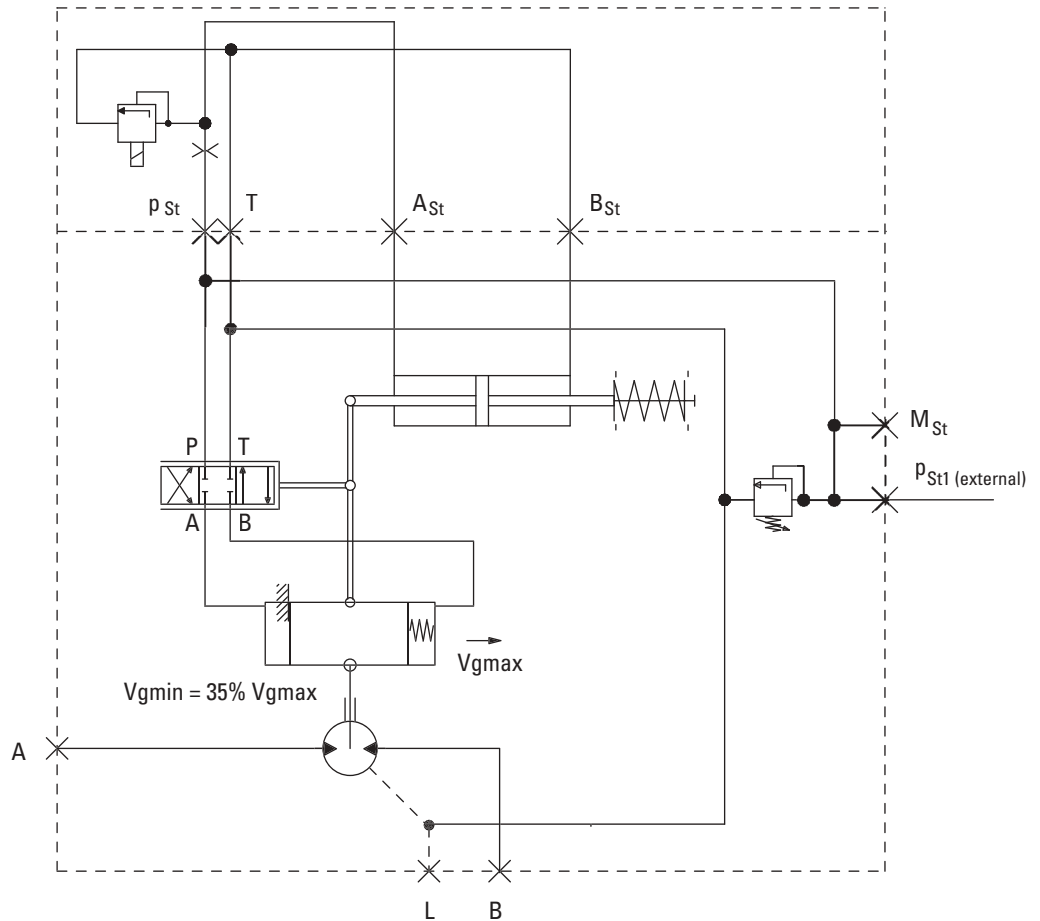 p St T A St B St
M St
P T
p St1 (external)
A B
Vgmax
Vgmin = 35% Vgmax
A
L B